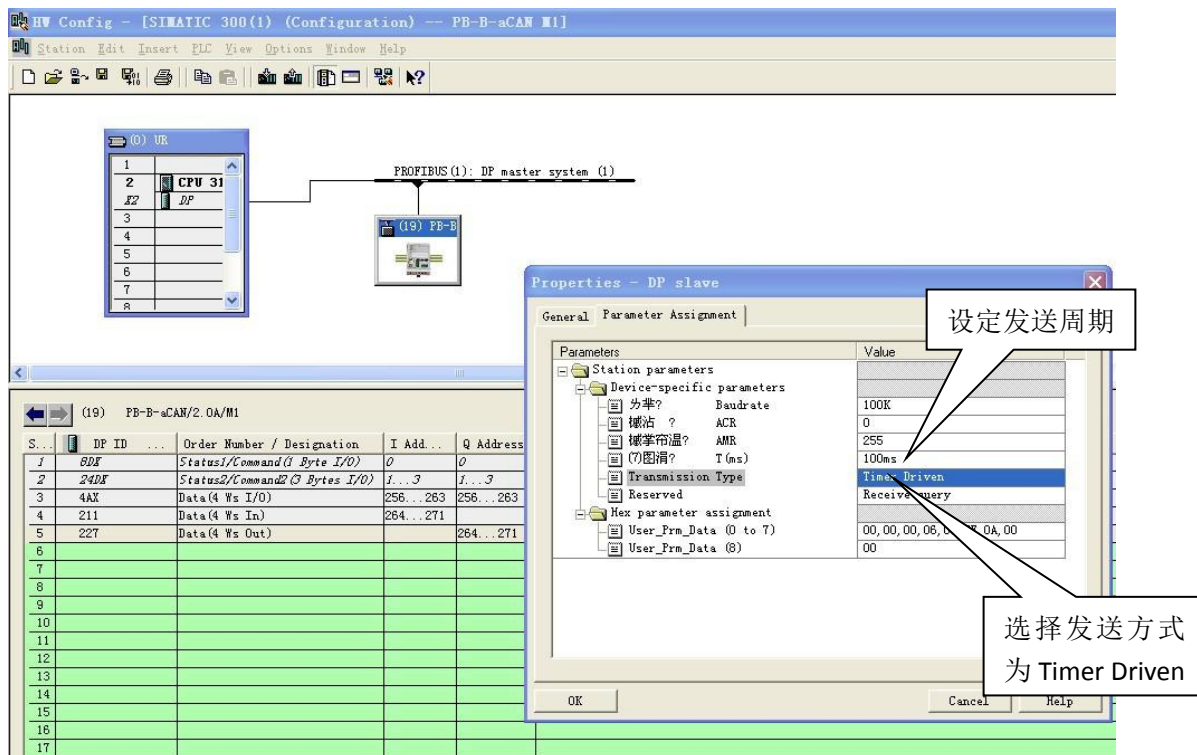 HW Config - [SIMATIC 300(1) (Configuration) -- PB-B-aCAN M1]
Station Edit Insert PLC View Options Window Help
(0) UR
1
2 CPU 31
X2 DP
3
4
5
6
7
8
PROFIBUS(1): DP master system (1)
(19) PB-B
Properties - DP slave
General Parameter Assignment
设定发送周期
Parameters Value
Station parameters
Device-specific parameters
Baudrate 100K
ACR 0
AMR 255
T(ms) 100ms
Transmission Type Timer Driven
Reserved Receive query
Hex parameter assignment
User_Prm_Data (0 to 7) 00,00,00,06, 0A,00
User_Prm_Data (8) 00
选择发送方式
为 Timer Driven
OK Cancel Help
(19) PB-B-aCAN/2.0A/M1
S... DP ID ... Order Number / Designation I Add... Q Address
1 8DX Status1/Command(1 Byte I/O) 0 0
2 24DX Status2/Command2(3 Bytes I/O) 1...3 1...3
3 4AX Data(4 Ws I/O) 256...263 256...263
4 211 Data(4 Ws In) 264...271
5 227 Data(4 Ws Out) 264...271
6
7
8
9
10
11
12
13
14
15
16
17